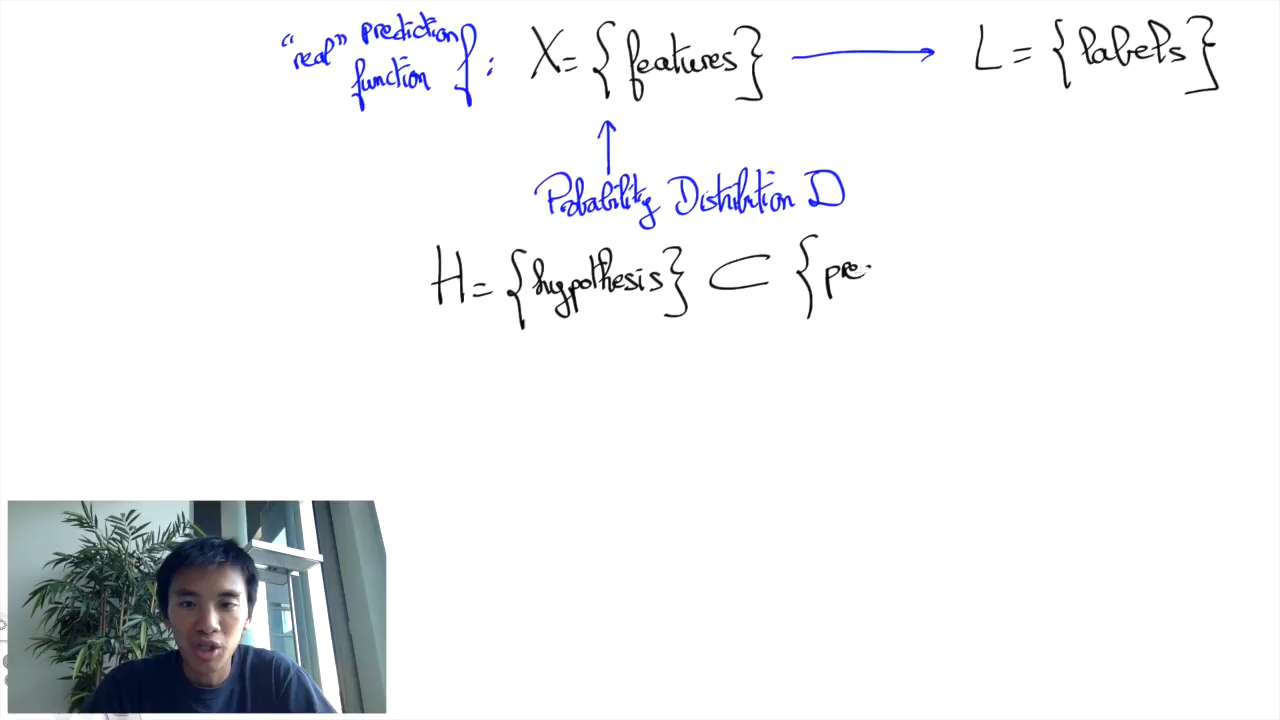 "real" prediction function f : X = {features} ⟶ L = {labels}
↑
Probability Distribution D
H = {hypothesis} ⊂ {pre